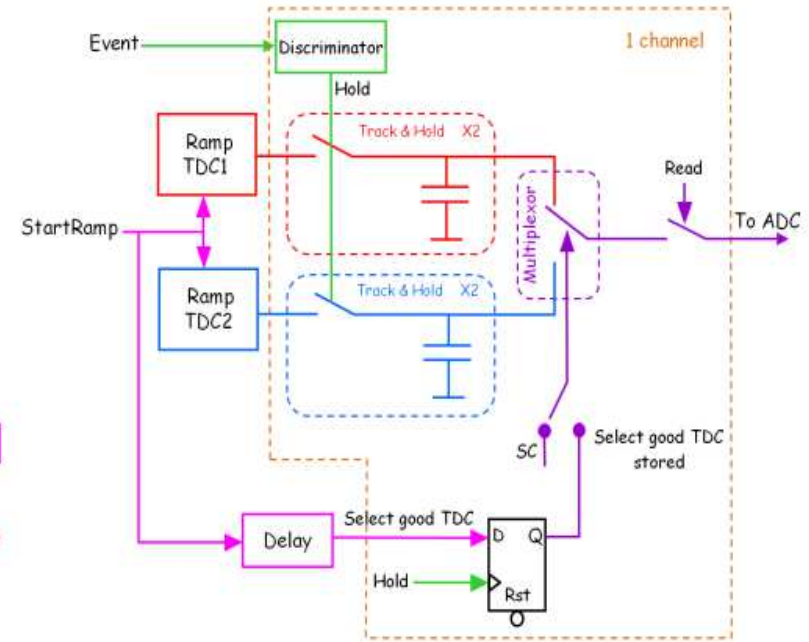 Event
Discriminator
1 channel
Hold
Track & Hold X2
Ramp
TDC1
Read
Multiplexor
StartRamp
To ADC
Track & Hold X2
Ramp
TDC2
SC
Select good TDC
stored
Select good TDC
Delay
D Q
Hold
Rst